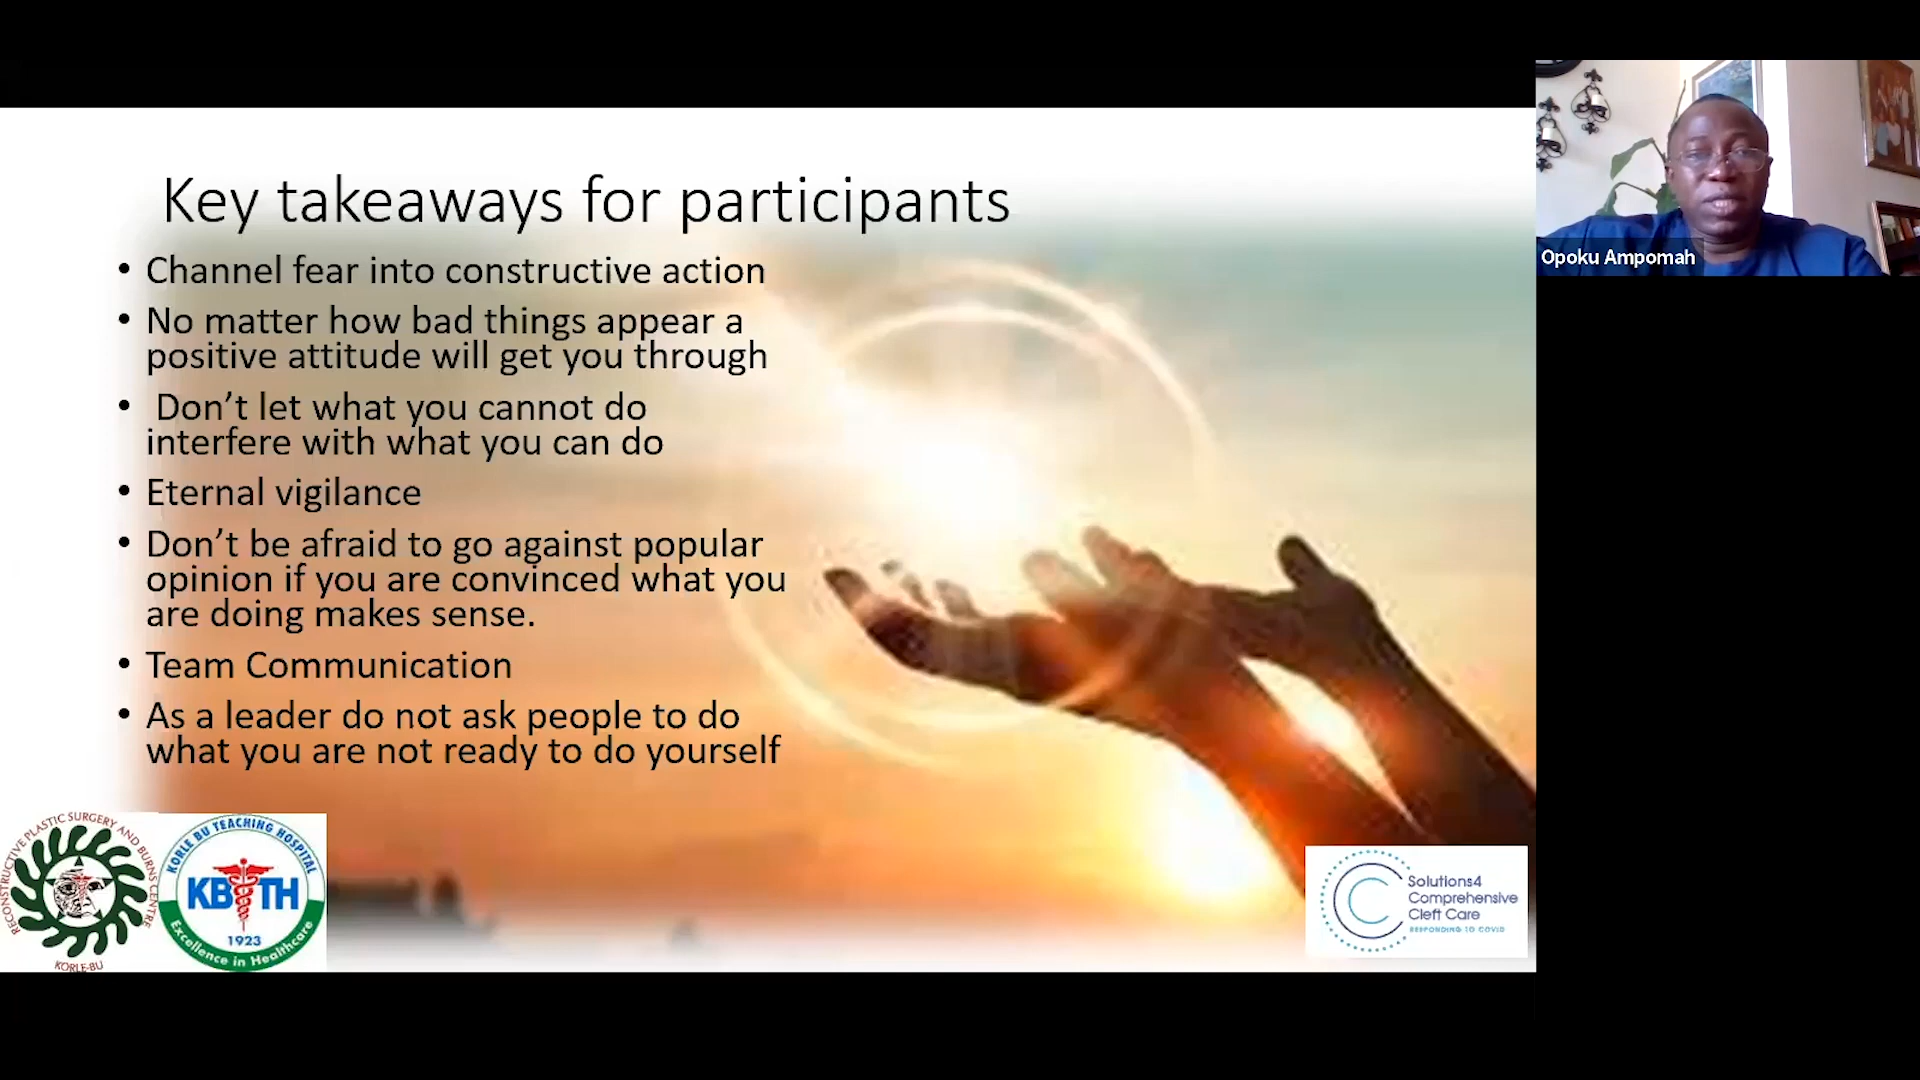 Key takeaways for participants
• Channel fear into constructive action
• No matter how bad things appear a
positive attitude will get you through
• Don’t let what you cannot do
interfere with what you can do
• Eternal vigilance
• Don’t be afraid to go against popular
opinion if you are convinced what you
are doing makes sense.
• Team Communication
• As a leader do not ask people to do
what you are not ready to do yourself
RECONSTRUCTIVE PLASTIC SURGERY AND BURNS CENTRE
KORLE-BU
KORLE BU TEACHING HOSPITAL
KBTH
1923
Excellence in Healthcare
Solutions4
Comprehensive
Cleft Care
RESPONDING TO COVID
Opoku Ampomah